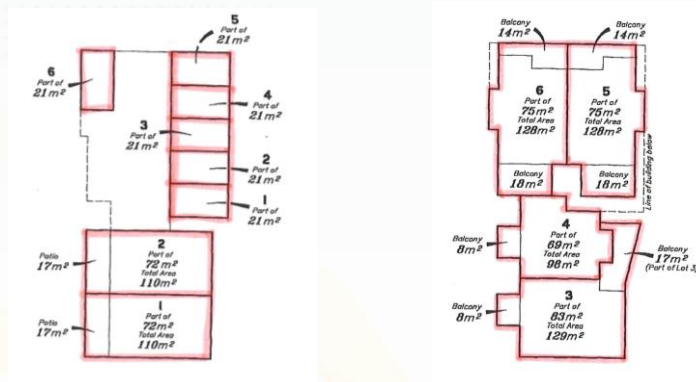 5
Part of
21m²
6
Part of
21m²
4
Part of
21m²
3
Part of
21m²
2
Part of
21m²
1
Part of
21m²
2
Part of
72m²
Total Area
110m²
Patio
17m²
1
Part of
72m²
Total Area
110m²
Patio
17m²
Balcony
14m²
Balcony
14m²
6
Part of
75m²
Total Area
128m²
5
Part of
75m²
Total Area
128m²
Line of building below
Balcony
18m²
Balcony
18m²
4
Part of
69m²
Total Area
98m²
Balcony
8m²
Balcony
17m²
(Part of Lot 3)
3
Part of
83m²
Total Area
129m²
Balcony
8m²